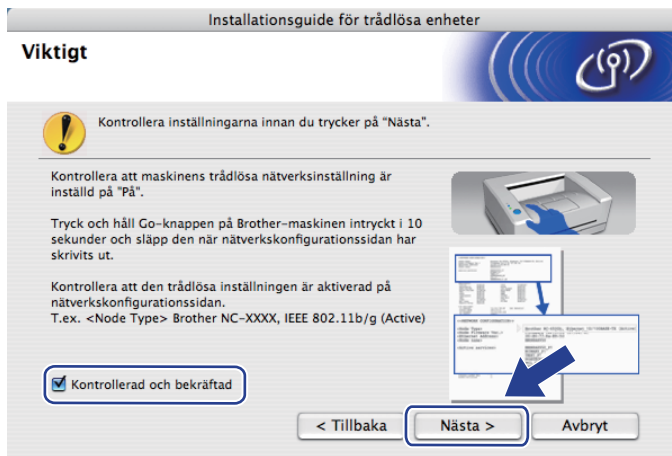 Installationsguide för trådlösa enheter
Viktigt
Kontrollera inställningarna innan du trycker på "Nästa".
Kontrollera att maskinens trådlösa nätverksinställning är
inställd på "På".
Tryck och håll Go-knappen på Brother-maskinen intryckt i 10
sekunder och släpp den när nätverkskonfigurationssidan har
skrivits ut.
Kontrollera att den trådlösa inställningen är aktiverad på
nätverkskonfigurationssidan.
T.ex. <Node Type> Brother NC-XXXX, IEEE 802.11b/g (Active)
Kontrollerad och bekräftad
< Tillbaka
Nästa >
Avbryt